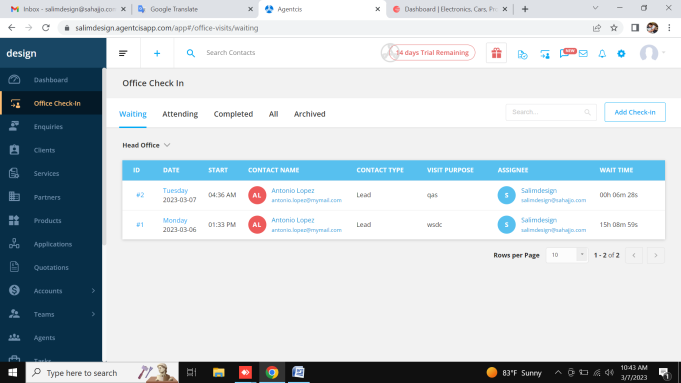 Inbox - salimdesign@sahajjo.com
Google Translate
Agentcis
Dashboard | Electronics, Cars, Pr
salimdesign.agentcisapp.com/app#/office-visits/waiting
design
Search Contacts
14 days Trial Remaining
NEW
Dashboard
Office Check-In
Enquiries
Clients
Services
Partners
Products
Applications
Quotations
Accounts
Teams
Agents
Tasks
Office Check In
Waiting Attending Completed All Archived
Search...
Add Check-in
Head Office
ID DATE START CONTACT NAME CONTACT TYPE VISIT PURPOSE ASSIGNEE WAIT TIME
#2 Tuesday 04:36 AM AL Antonio Lopez Lead qas S Salimdesign 00h 06m 28s
2023-03-07 antonio.lopez@mymail.com salimdesign@sahajjo.com
#1 Monday 01:33 PM AL Antonio Lopez Lead wsdc S Salimdesign 15h 08m 59s
2023-03-06 antonio.lopez@mymail.com salimdesign@sahajjo.com
Rows per Page 10 1 - 2 of 2
Type here to search
83°F Sunny
10:43 AM
3/7/2023
1